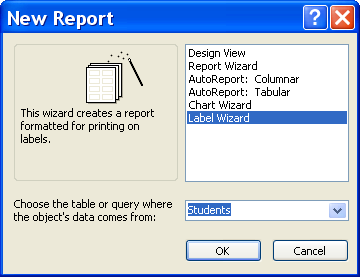 New Report
This wizard creates a report
formatted for printing on
labels.
Design View
Report Wizard
AutoReport:  Columnar
AutoReport:  Tabular
Chart Wizard
Label Wizard
Choose the table or query where
the object's data comes from:
Students
OK
Cancel